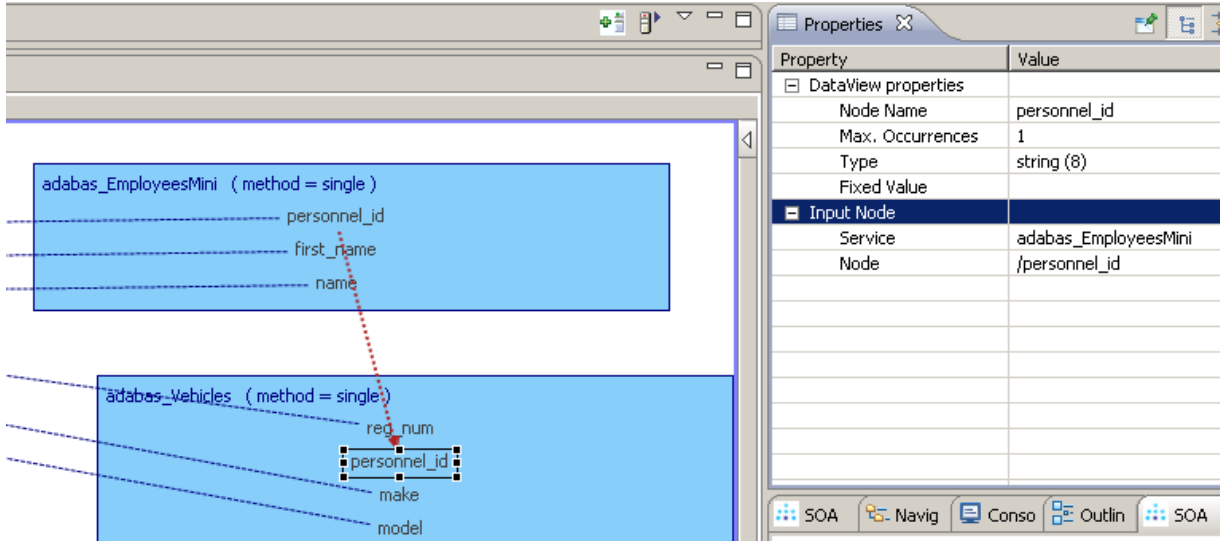 adabas_EmployeesMini ( method = single )
personnel_id
first_name
name
adabas_Vehicles ( method = single )
reg_num
personnel_id
make
model
Properties
Property Value
DataView properties
Node Name personnel_id
Max. Occurrences 1
Type string (8)
Fixed Value
Input Node
Service adabas_EmployeesMini
Node /personnel_id
SOA Navig Conso Outlin SOA